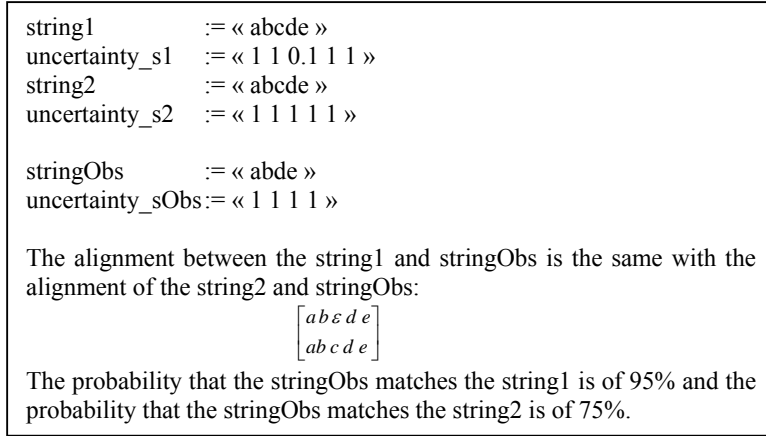 string1 := « abcde »
uncertainty_s1 := « 1 1 0.1 1 1 »
string2 := « abcde »
uncertainty_s2 := « 1 1 1 1 1 »
stringObs := « abde »
uncertainty_sObs:= « 1 1 1 1 »
The alignment between the string1 and stringObs is the same with the
alignment of the string2 and stringObs:
[a b ε d e]
[a b c d e]
The probability that the stringObs matches the string1 is of 95% and the
probability that the stringObs matches the string2 is of 75%.